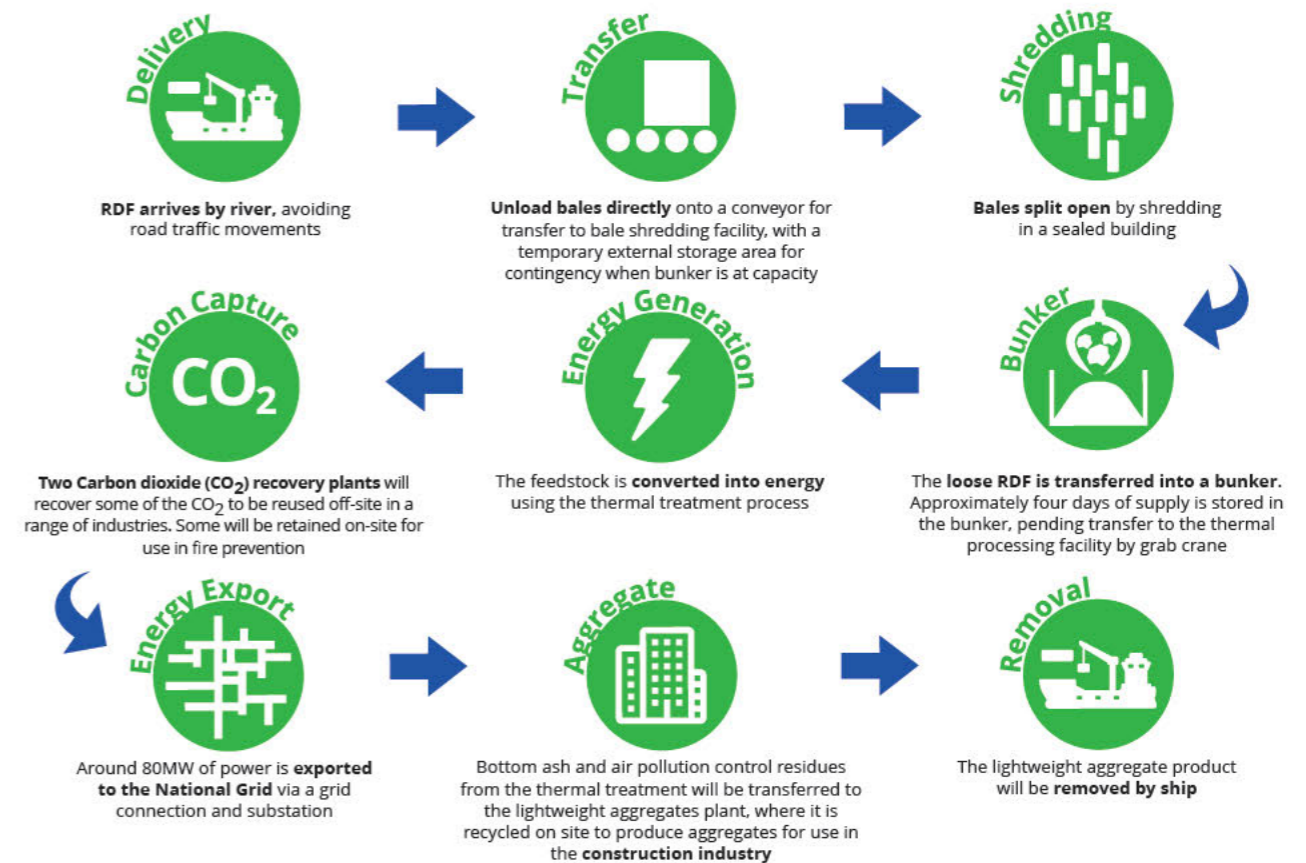 Delivery
RDF arrives by river, avoiding
road traffic movements
Transfer
Unload bales directly onto a conveyor for
transfer to bale shredding facility, with a
temporary external storage area for
contingency when bunker is at capacity
Shredding
Bales split open by shredding
in a sealed building
Bunker
The loose RDF is transferred into a bunker.
Approximately four days of supply is stored in
the bunker, pending transfer to the thermal
processing facility by grab crane
Energy Generation
The feedstock is converted into energy
using the thermal treatment process
Carbon Capture
CO2
Two Carbon dioxide (CO2) recovery plants will
recover some of the CO2 to be reused off-site in a
range of industries. Some will be retained on-site for
use in fire prevention
Energy Export
Around 80MW of power is exported
to the National Grid via a grid
connection and substation
Aggregate
Bottom ash and air pollution control residues
from the thermal treatment will be transferred to
the lightweight aggregates plant, where it is
recycled on site to produce aggregates for use in
the construction industry
Removal
The lightweight aggregate product
will be removed by ship